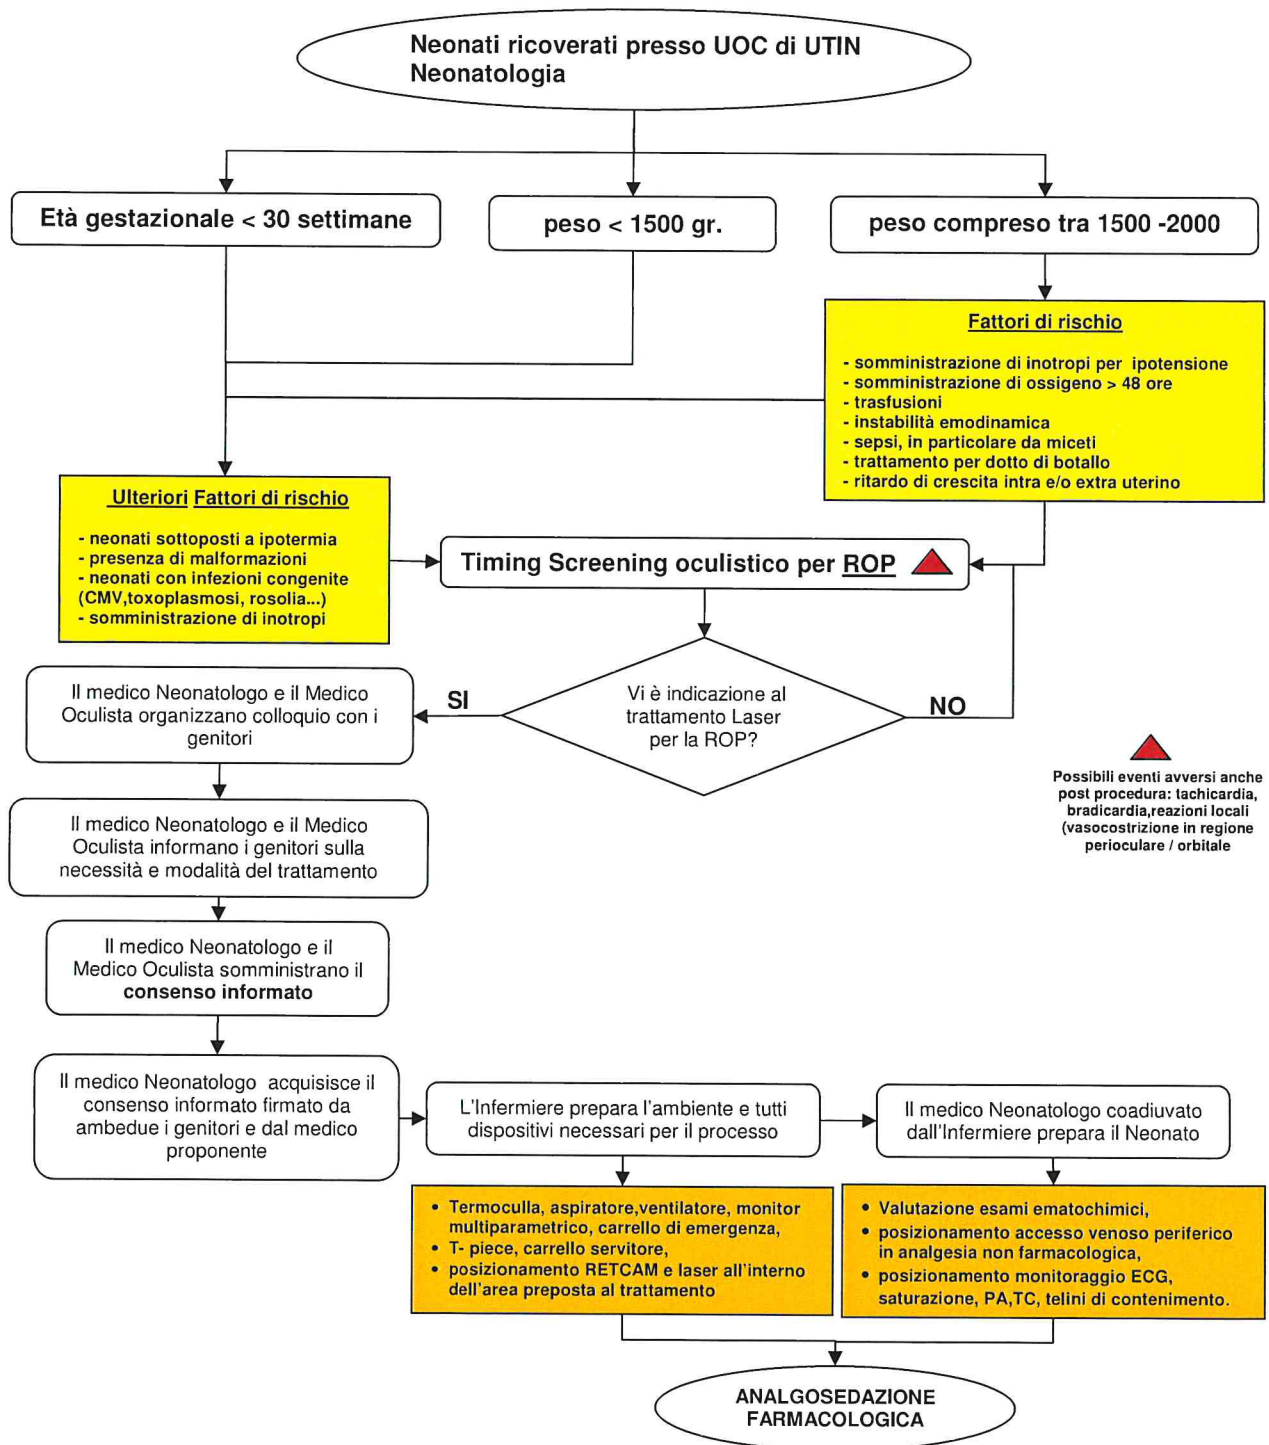 Neonati ricoverati presso UOC di UTIN
Neonatologia
Età gestazionale < 30 settimane
peso < 1500 gr.
peso compreso tra 1500 -2000
Fattori di rischio
- somministrazione di inotropi per ipotensione
- somministrazione di ossigeno > 48 ore
- trasfusioni
- instabilità emodinamica
- sepsi, in particolare da miceti
- trattamento per dotto di botallo
- ritardo di crescita intra e/o extra uterino
Ulteriori Fattori di rischio
- neonati sottoposti a ipotermia
- presenza di malformazioni
- neonati con infezioni congenite
(CMV,toxoplasmosi, rosolia...)
- somministrazione di inotropi
Timing Screening oculistico per ROP
Vi è indicazione al
trattamento Laser
per la ROP?
SI
NO
Il medico Neonatologo e il Medico
Oculista organizzano colloquio con i
genitori
Possibili eventi avversi anche
post procedura: tachicardia,
bradicardia,reazioni locali
(vasocostrizione in regione
perioculare / orbitale
Il medico Neonatologo e il Medico
Oculista informano i genitori sulla
necessità e modalità del trattamento
Il medico Neonatologo e il
Medico Oculista somministrano il
consenso informato
Il medico Neonatologo acquisisce il
consenso informato firmato da
ambedue i genitori e dal medico
proponente
L'Infermiere prepara l'ambiente e tutti
dispositivi necessari per il processo
Il medico Neonatologo coadiuvato
dall'Infermiere prepara il Neonato
• Termoculla, aspiratore,ventilatore, monitor
multiparametrico, carrello di emergenza,
• T- piece, carrello servitore,
• posizionamento RETCAM e laser all'interno
dell'area preposta al trattamento
• Valutazione esami ematochimici,
• posizionamento accesso venoso periferico
in analgesia non farmacologica,
• posizionamento monitoraggio ECG,
saturazione, PA,TC, telini di contenimento.
ANALGOSEDAZIONE
FARMACOLOGICA